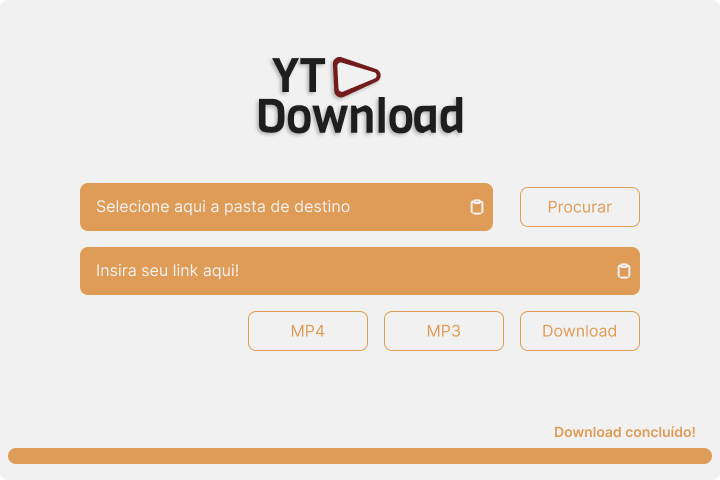 YT
Download
Selecione aqui a pasta de destino
Procurar
Insira seu link aqui!
MP4
MP3
Download
Download concluído!